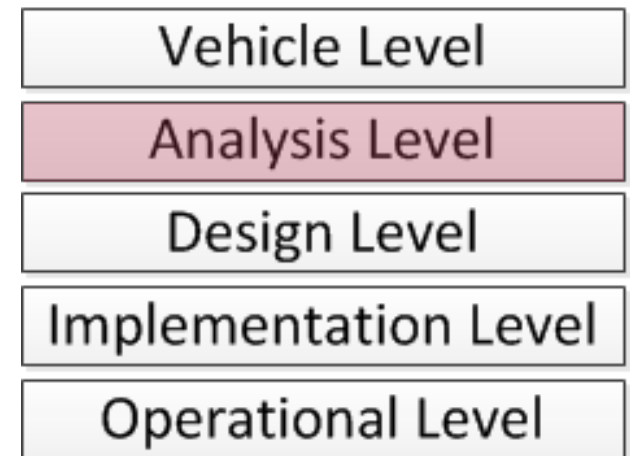 Vehicle Level
Analysis Level
Design Level
Implementation Level
Operational Level